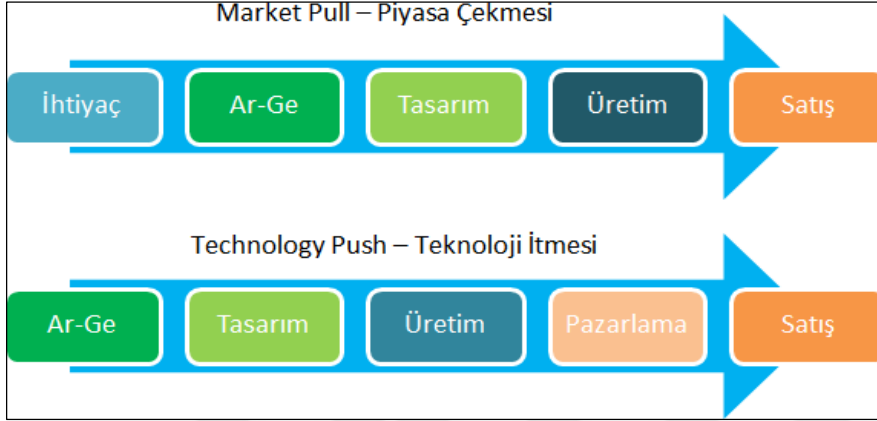 Market Pull – Piyasa Çekmesi
İhtiyaç Ar-Ge Tasarım Üretim Satış
Technology Push – Teknoloji İtmesi
Ar-Ge Tasarım Üretim Pazarlama Satış